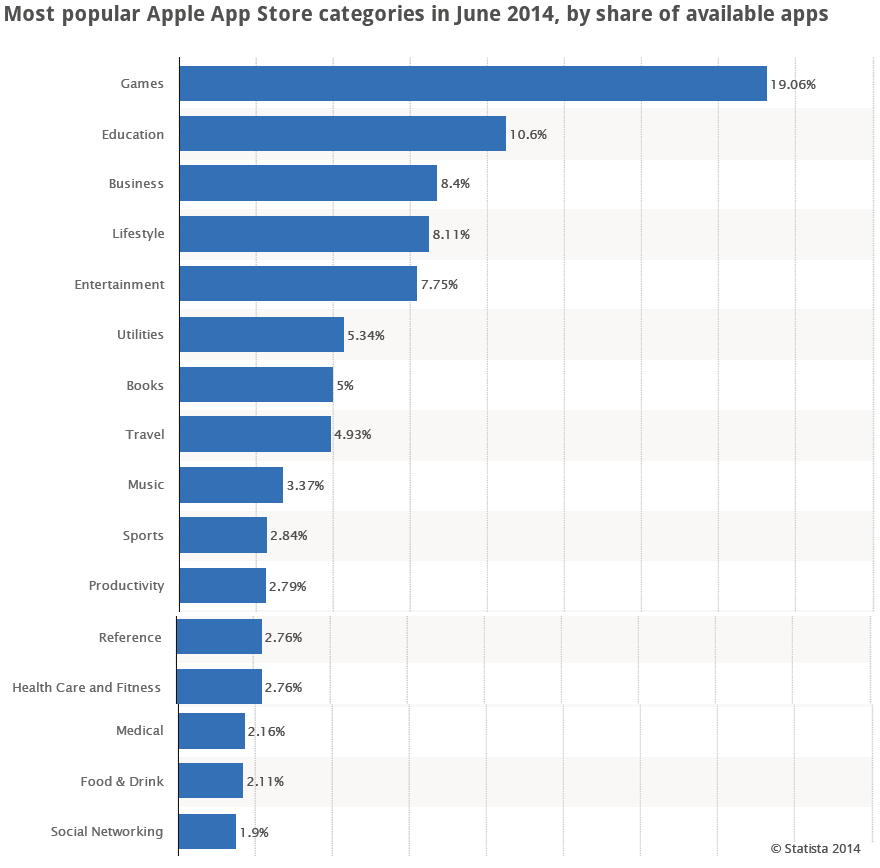 Most popular Apple App Store categories in June 2014, by share of available apps
Games 19.06%
Education 10.6%
Business 8.4%
Lifestyle 8.11%
Entertainment 7.75%
Utilities 5.34%
Books 5%
Travel 4.93%
Music 3.37%
Sports 2.84%
Productivity 2.79%
Reference 2.76%
Health Care and Fitness 2.76%
Medical 2.16%
Food & Drink 2.11%
Social Networking 1.9%
© Statista 2014